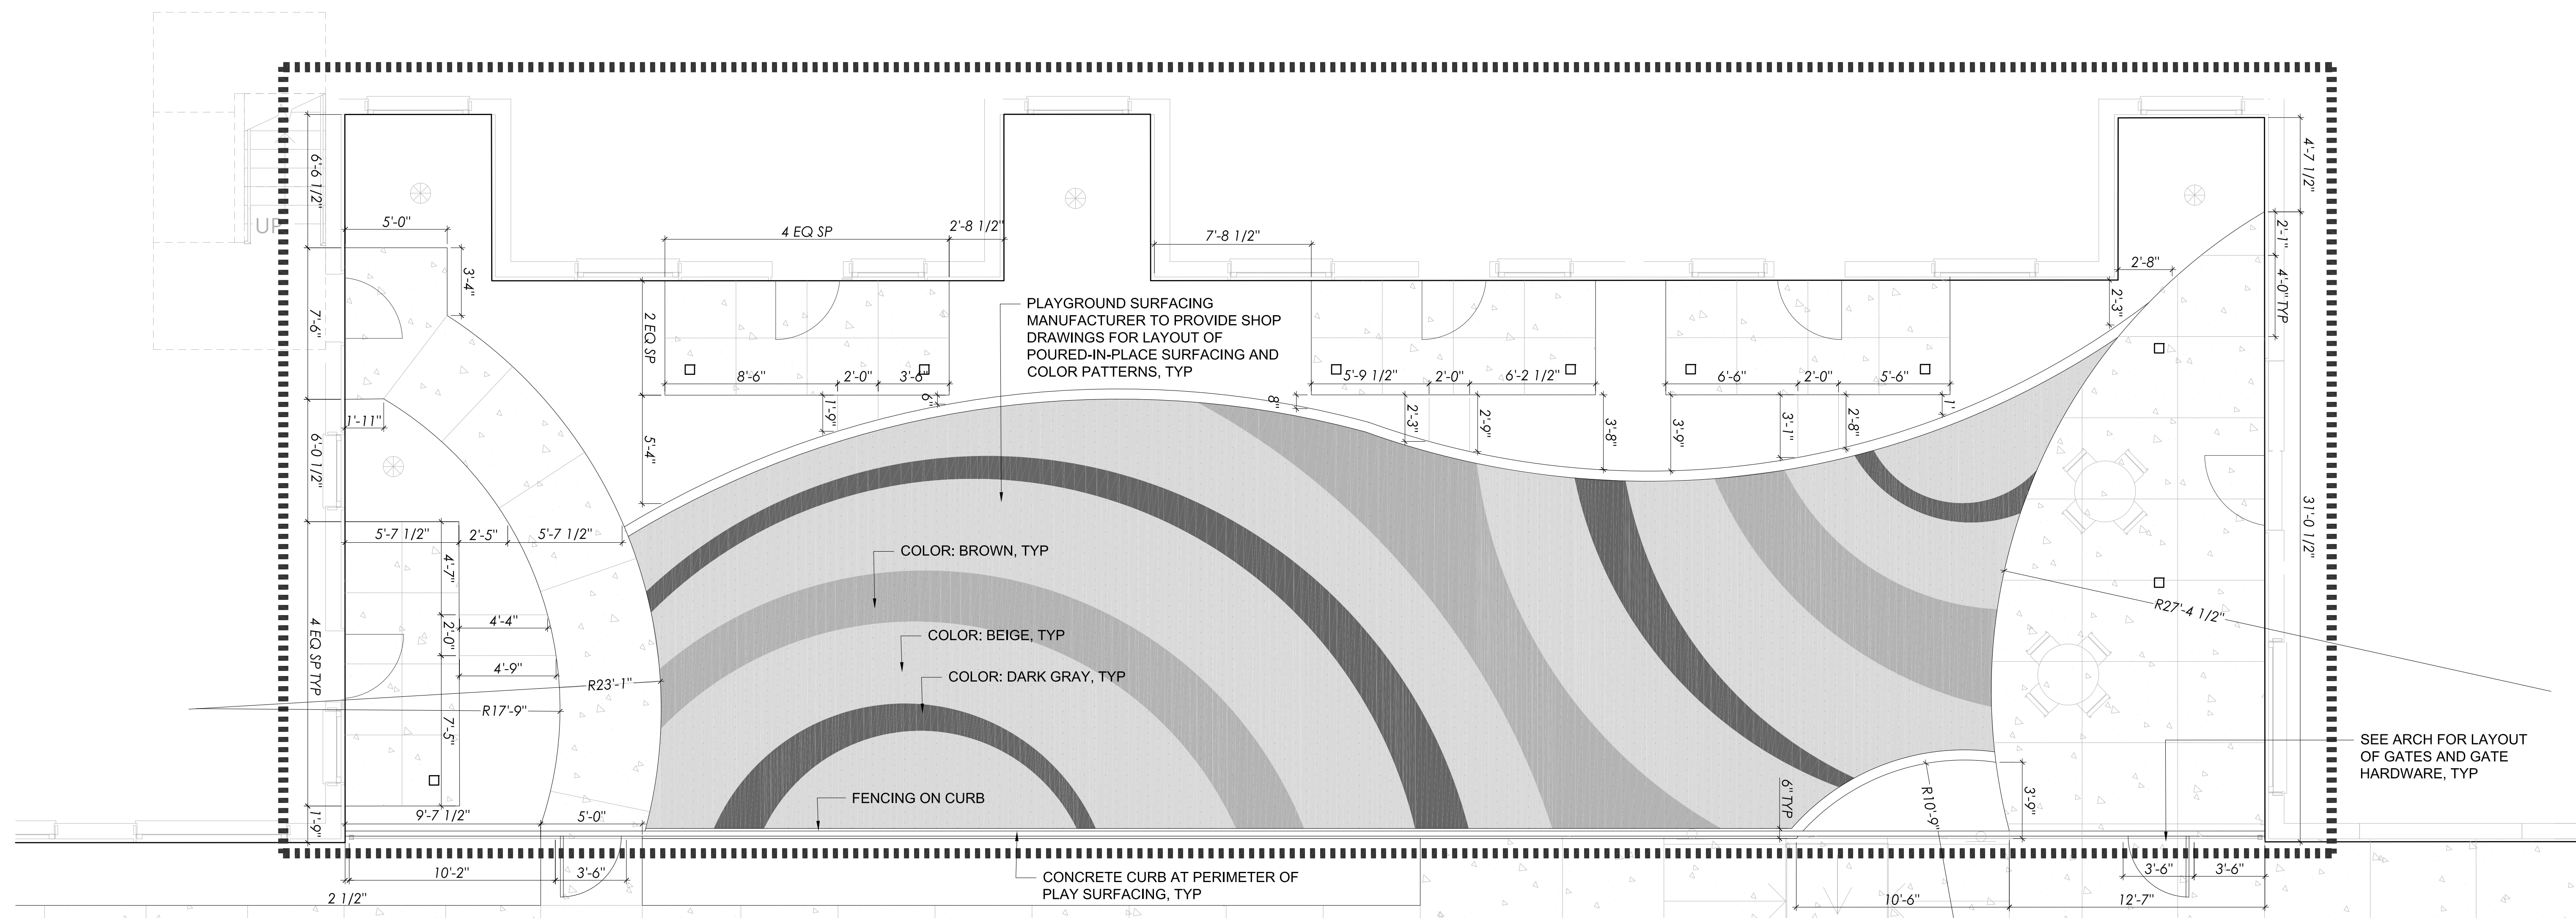 UP
6'-6 1/2"
5'-0"
3'-4"
7'-6"
1'-11"
6'-0 1/2"
5'-7 1/2"
2'-5"
5'-7 1/2"
4'-7"
4'-4"
2'-0"
4'-9"
4 EQ SP TYP
7'-5"
R23'-1"
R17'-9"
1'-9"
9'-7 1/2"
5'-0"
10'-2"
3'-6"
2 1/2"
4 EQ SP
2'-8 1/2"
2 EQ SP
8'-6"
2'-0"
3'-6"
1'-9"
6"
5'-4"
PLAYGROUND SURFACING
MANUFACTURER TO PROVIDE SHOP
DRAWINGS FOR LAYOUT OF
POURED-IN-PLACE SURFACING AND
COLOR PATTERNS, TYP
COLOR: BROWN, TYP
COLOR: BEIGE, TYP
COLOR: DARK GRAY, TYP
FENCING ON CURB
CONCRETE CURB AT PERIMETER OF
PLAY SURFACING, TYP
7'-8 1/2"
5'-9 1/2"
2'-0"
6'-2 1/2"
8"
2'-3"
2'-9"
3'-8"
6'-6"
2'-0"
5'-6"
3'-9"
3'-1"
2'-8"
1'
4'-7 1/2"
2'-8"
2'-1"
4'-0" TYP
2'-3"
31'-0 1/2"
R27'-4 1/2"
SEE ARCH FOR LAYOUT
OF GATES AND GATE
HARDWARE, TYP
6" TYP
R10'-9"
3'-9"
3'-6"
3'-6"
10'-6"
12'-7"